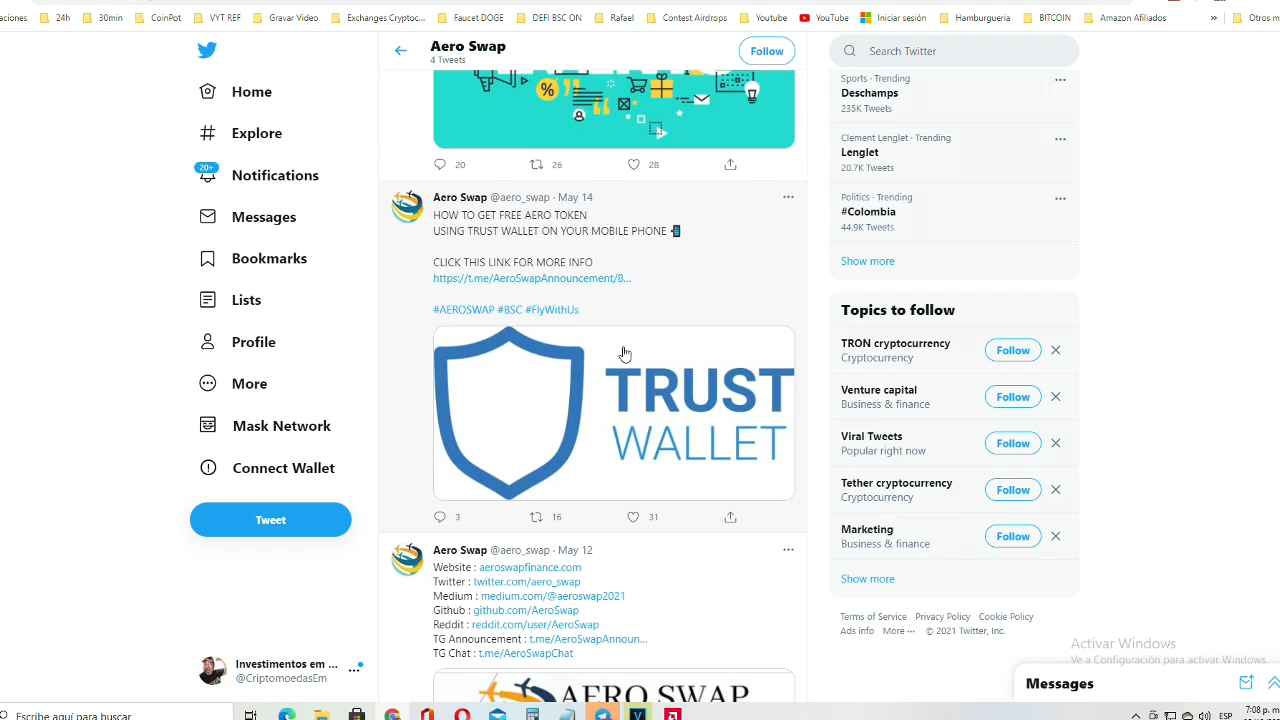 ciones
24h
30min
CriptPot
VYT REF
Gravar Video
Exchanges Cryptoc...
Faucet DOGE
DEFI BSC ON
Rafael
Contest Airdrops
Youtube
YouTube
Iniciar sesión
Hamburgueria
BITCOIN
Amazon Afiliados
»
Otros m
Home
Explore
20+
Notifications
Messages
Bookmarks
Lists
Profile
More
Mask Network
Connect Wallet
Tweet
Investimentos em ...
@CriptomoedasEm
Aero Swap
4 Tweets
Follow
20
26
28
Aero Swap @aero_swap · May 14
HOW TO GET FREE AERO TOKEN
USING TRUST WALLET ON YOUR MOBILE PHONE
CLICK THIS LINK FOR MORE INFO
https://t.me/AeroSwapAnnouncement/8...
#AEROSWAP #BSC #FlyWithUs
TRUST
WALLET
3
16
31
Aero Swap @aero_swap · May 12
Website : aeroswapfinance.com
Twitter : twitter.com/aero_swap
Medium : medium.com/@aeroswap2021
Github : github.com/AeroSwap
Reddit : reddit.com/user/AeroSwap
TG Announcement : t.me/AeroSwapAnnoun...
TG Chat : t.me/AeroSwapChat
AERO SWAP
Search Twitter
Sports · Trending
Deschamps
235K Tweets
Clement Lenglet · Trending
Lenglet
20.7K Tweets
Politics · Trending
#Colombia
44.9K Tweets
Show more
Topics to follow
TRON cryptocurrency
Cryptocurrency
Follow
Venture capital
Business & finance
Follow
Viral Tweets
Popular right now
Follow
Tether cryptocurrency
Cryptocurrency
Follow
Marketing
Business & finance
Follow
Show more
Terms of Service Privacy Policy Cookie Policy
Ads info More ··· © 2021 Twitter, Inc.
Activar Windows
Ve a Configuración para activar Windows.
Messages
Escribe aquí para buscar
ESP
7:08 p. m